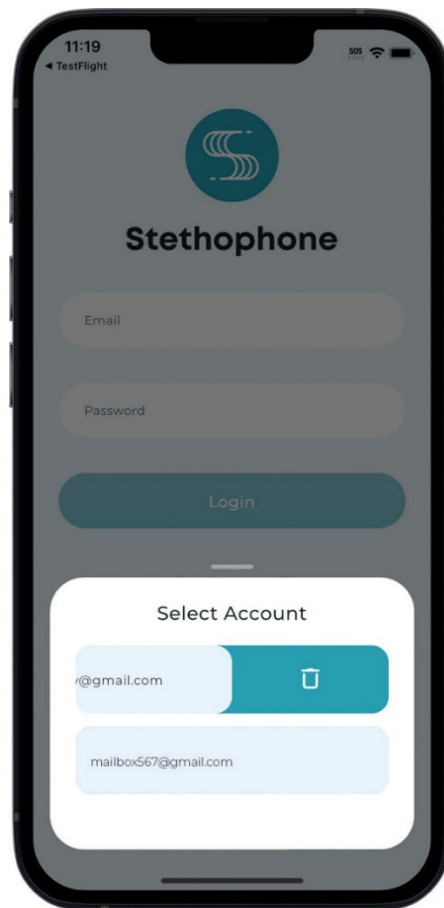 11:19
SOS
◀ TestFlight
Stethophone
Email
Password
Login
Select Account
@gmail.com
mailbox567@gmail.com